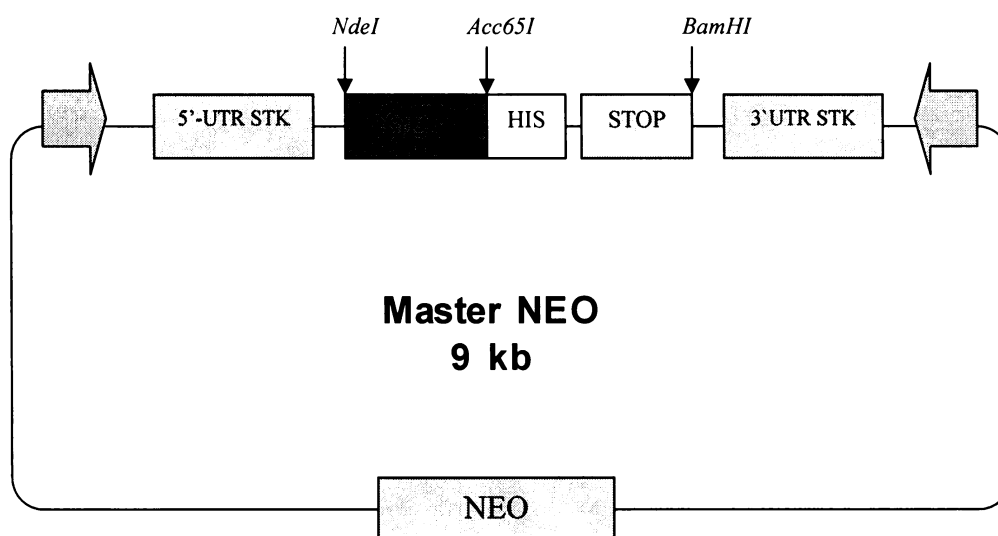 NdeI Acc65I BamHI
5'-UTR STK HIS STOP 3`UTR STK
Master NEO
9 kb
NEO